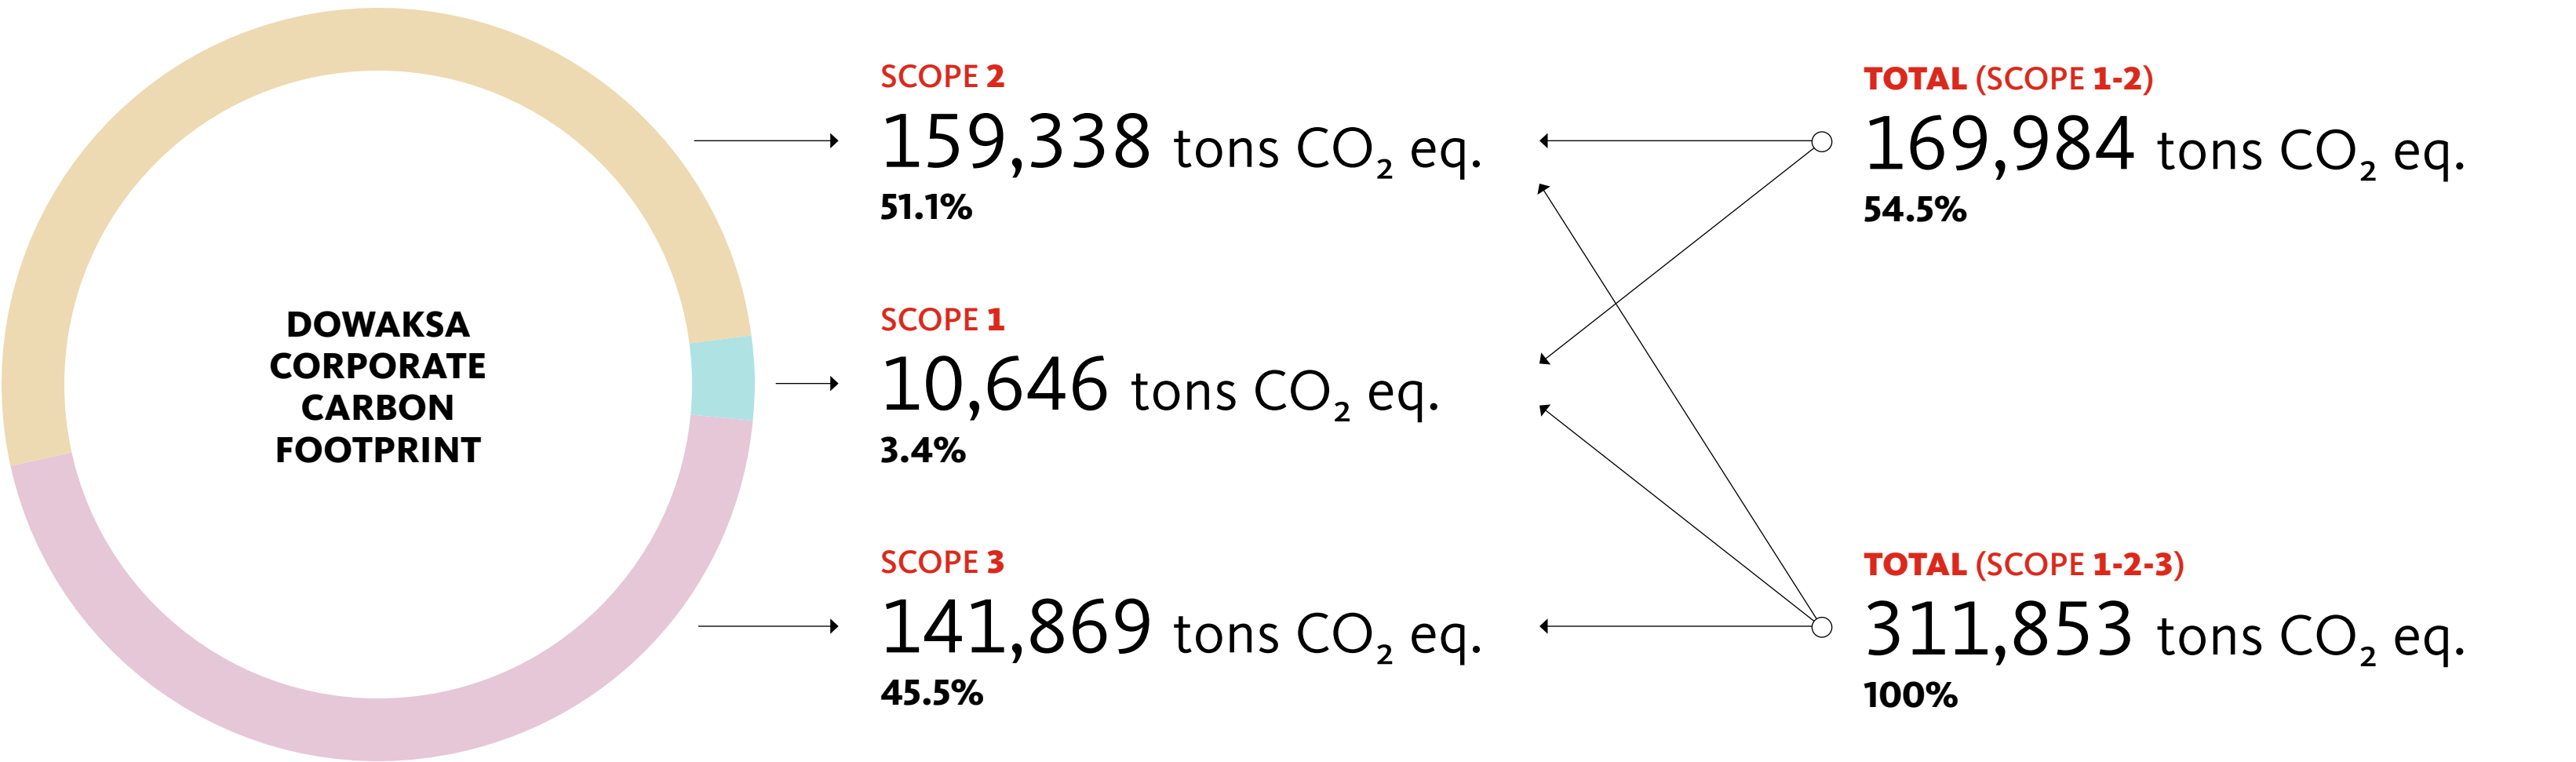 DOWAKSA
CORPORATE
CARBON
FOOTPRINT
SCOPE 2
159,338 tons CO₂ eq.
51.1%
SCOPE 1
10,646 tons CO₂ eq.
3.4%
SCOPE 3
141,869 tons CO₂ eq.
45.5%
TOTAL (SCOPE 1-2)
169,984 tons CO₂ eq.
54.5%
TOTAL (SCOPE 1-2-3)
311,853 tons CO₂ eq.
100%